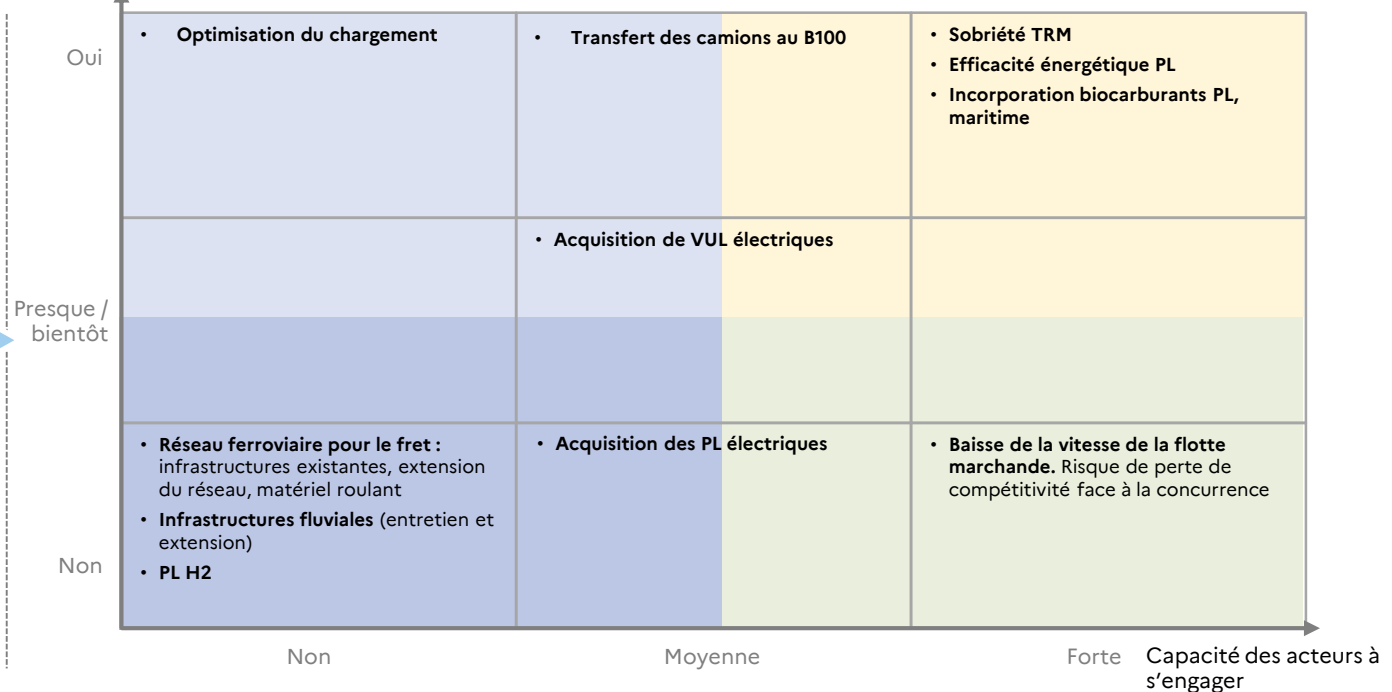 Oui
• Optimisation du chargement
• Transfert des camions au B100
• Sobriété TRM
• Efficacité énergétique PL
• Incorporation biocarburants PL,
maritime
Presque /
bientôt
• Acquisition de VUL électriques
Non
• Réseau ferroviaire pour le fret :
infrastructures existantes, extension
du réseau, matériel roulant
• Infrastructures fluviales (entretien et
extension)
• PL H2
• Acquisition des PL électriques
• Baisse de la vitesse de la flotte
marchande. Risque de perte de
compétitivité face à la concurrence
Non
Moyenne
Forte
Capacité des acteurs à
s’engager